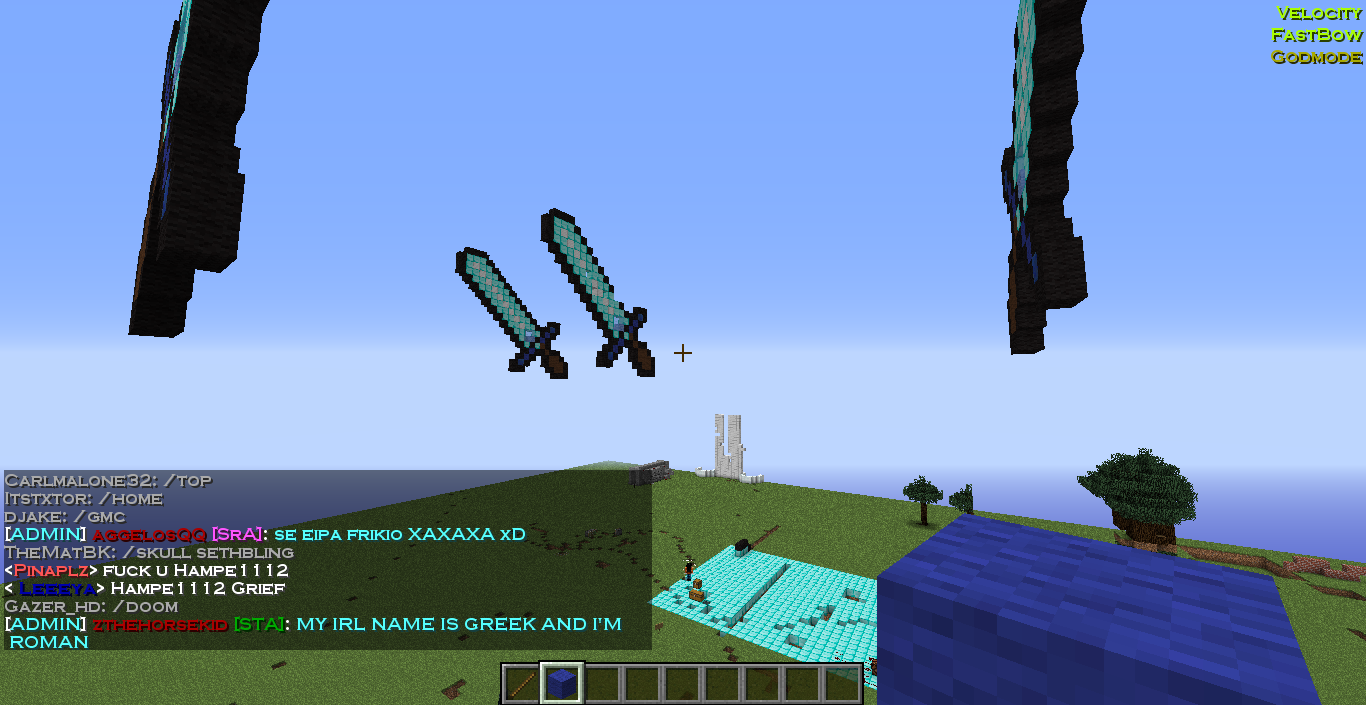 VELOCITY
FASTBOW
GODMODE
CARLMALONE32: /TOP
ITSTXTOR: /HOME
DJAKE: /GMC
[ADMIN] AGGELOSQQ [SRA]: SE EIPA FRIKIO XAXAXA XD
THEMATBK: /SKULL SETHBLING
<PINAPLZ> FUCK U HAMPE1112
< LEEEYA> HAMPE1112 GRIEF
GAZER_HD: /DOOM
[ADMIN] ZTHEHORSEKID [STA]: MY IRL NAME IS GREEK AND I'M
ROMAN